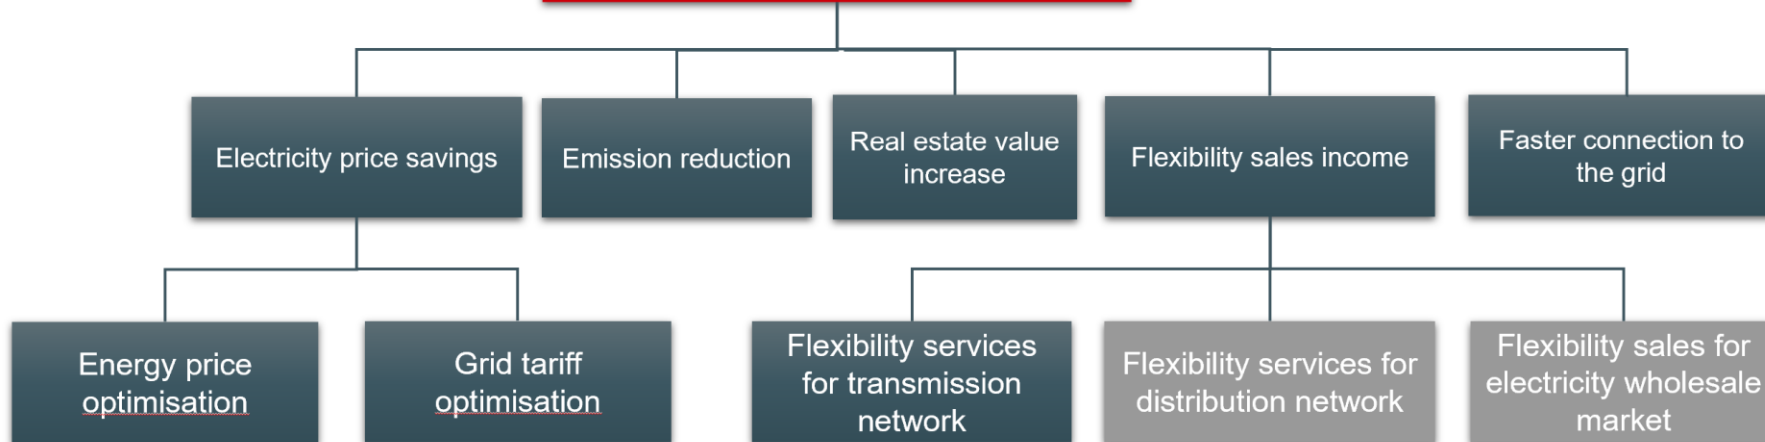 Electricity price savings
Emission reduction
Real estate value
increase
Flexibility sales income
Faster connection to
the grid
Energy price
optimisation
Grid tariff
optimisation
Flexibility services
for transmission
network
Flexibility services for
distribution network
Flexibility sales for
electricity wholesale
market